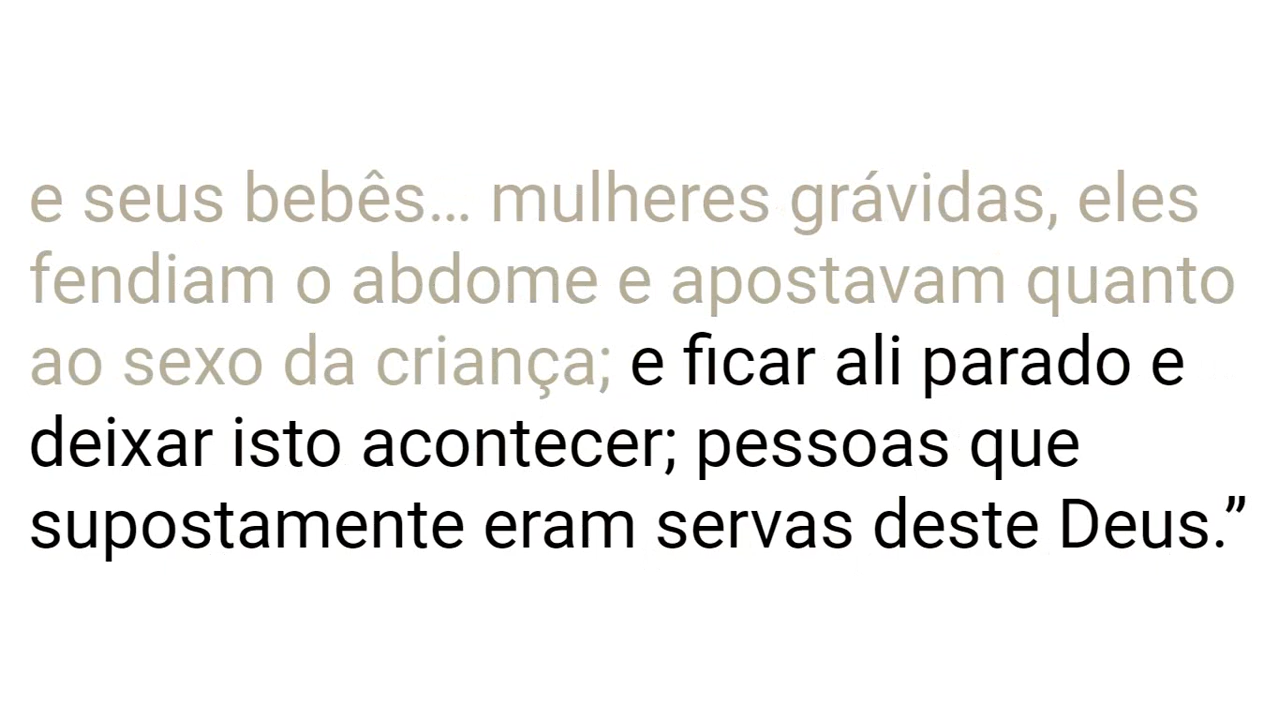 e seus bebês… mulheres grávidas, eles
fendiam o abdome e apostavam quanto
ao sexo da criança; e ficar ali parado e
deixar isto acontecer; pessoas que
supostamente eram servas deste Deus.”